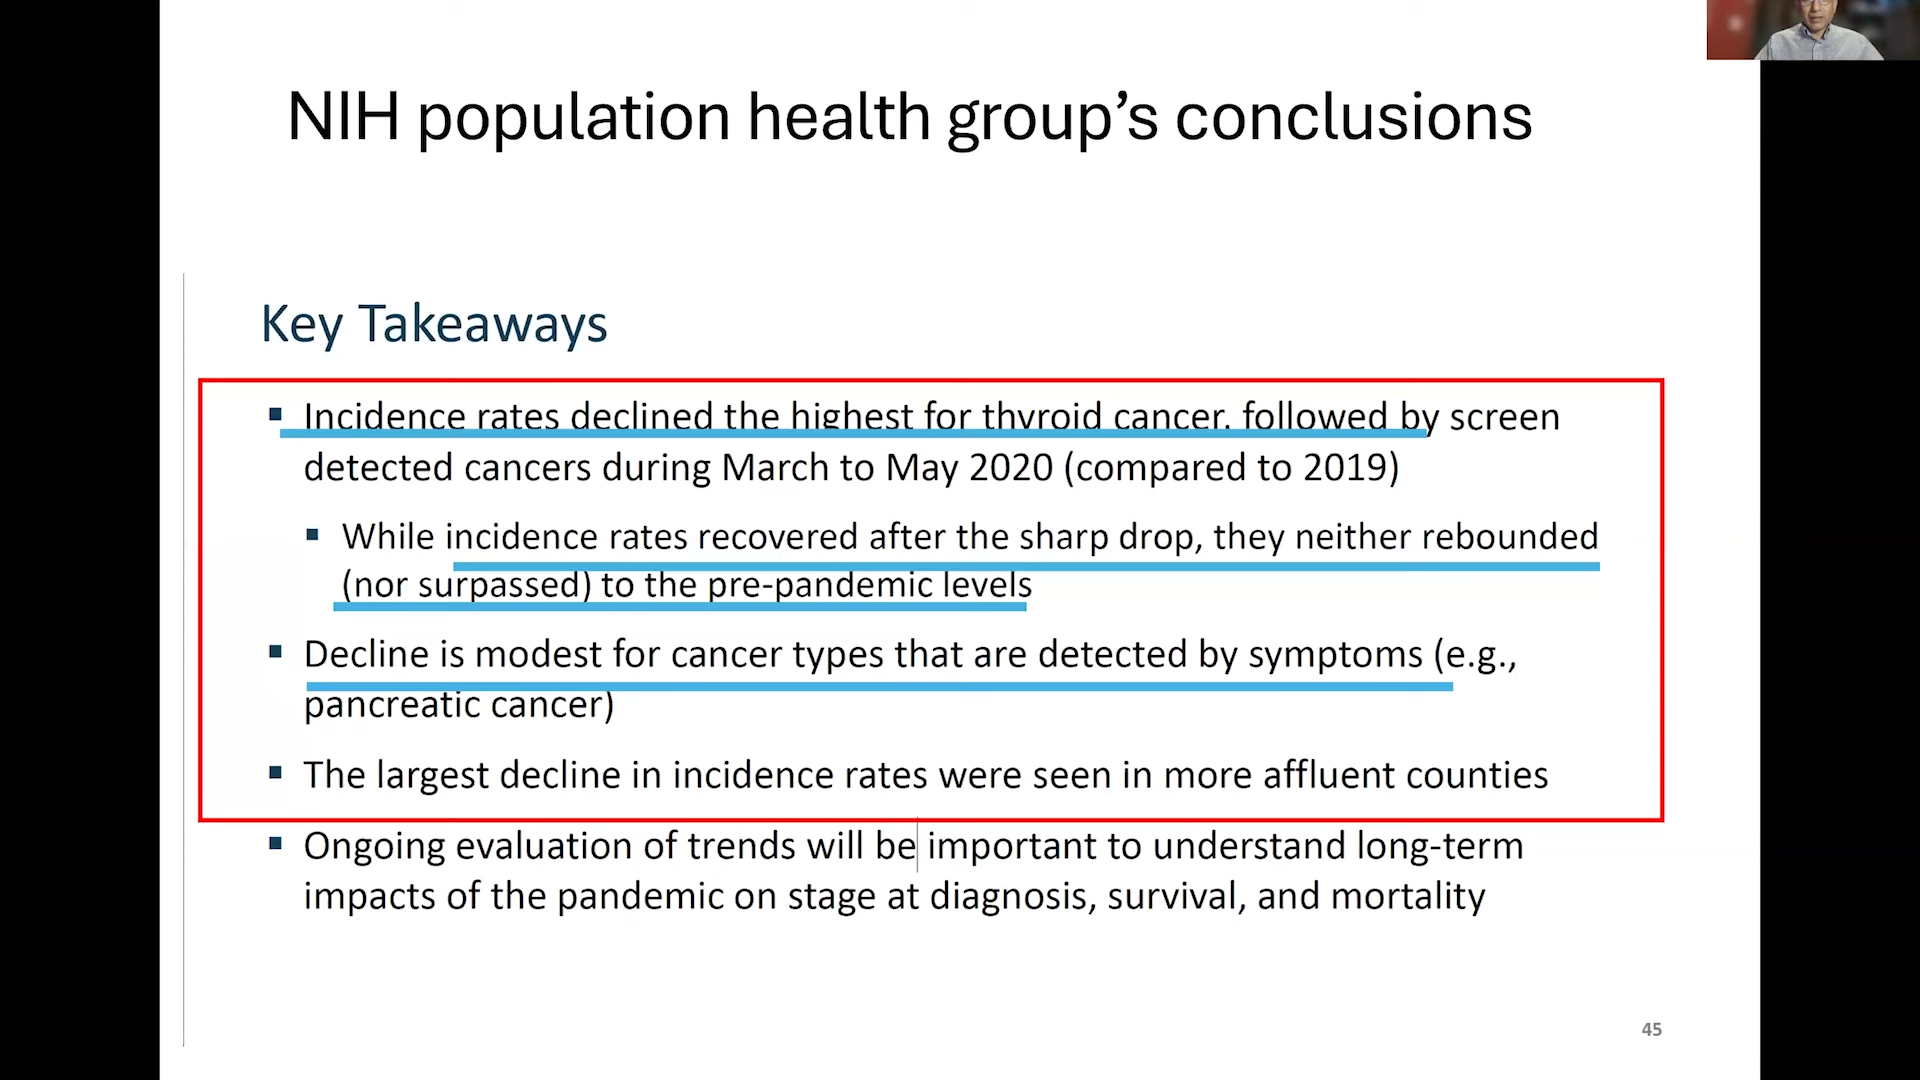 NIH population health group’s conclusions
Key Takeaways
▪ Incidence rates declined the highest for thyroid cancer, followed by screen
detected cancers during March to May 2020 (compared to 2019)
▪ While incidence rates recovered after the sharp drop, they neither rebounded
(nor surpassed) to the pre-pandemic levels
▪ Decline is modest for cancer types that are detected by symptoms (e.g.,
pancreatic cancer)
▪ The largest decline in incidence rates were seen in more affluent counties
▪ Ongoing evaluation of trends will be important to understand long-term
impacts of the pandemic on stage at diagnosis, survival, and mortality
45